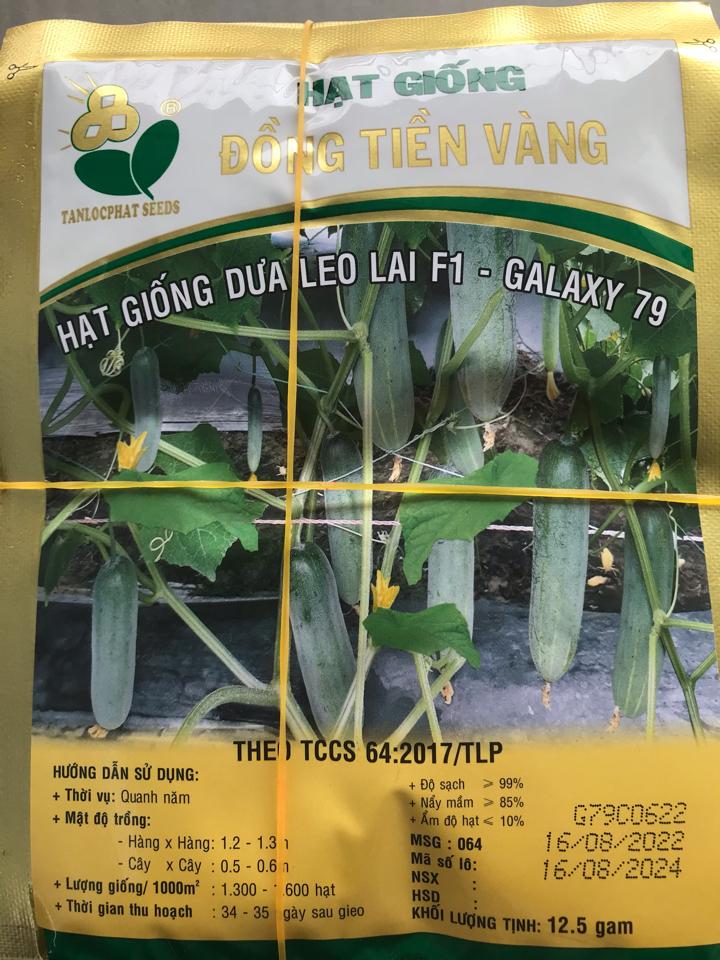 HẠT GIỐNG
ĐỒNG TIỀN VÀNG
®
TANLOCPHAT SEEDS
HẠT GIỐNG DƯA LEO LAI F1 - GALAXY 79
THEO TCCS 64:2017/TLP
HƯỚNG DẪN SỬ DỤNG:
+ Thời vụ: Quanh năm
+ Mật độ trồng:
- Hàng x Hàng: 1.2 - 1.3m
- Cây x Cây : 0.5 - 0.6m
+ Lượng giống/ 1000m² : 1.300 - 1.600 hạt
+ Thời gian thu hoạch : 34 - 35 ngày sau gieo
+ Độ sạch ≥ 99%
+ Nẩy mầm ≥ 85%
+ Ẩm độ hạt ≤ 10%
MSG : 064
Mã số lô: G79C0622
NSX : 16/08/2022
HSD : 16/08/2024
KHỐI LƯỢNG TỊNH: 12.5 gam